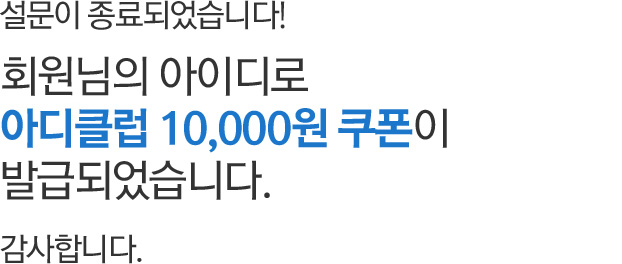 설문이 종료되었습니다!
회원님의 아이디로
아디클럽 10,000원 쿠폰이
발급되었습니다.
감사합니다.